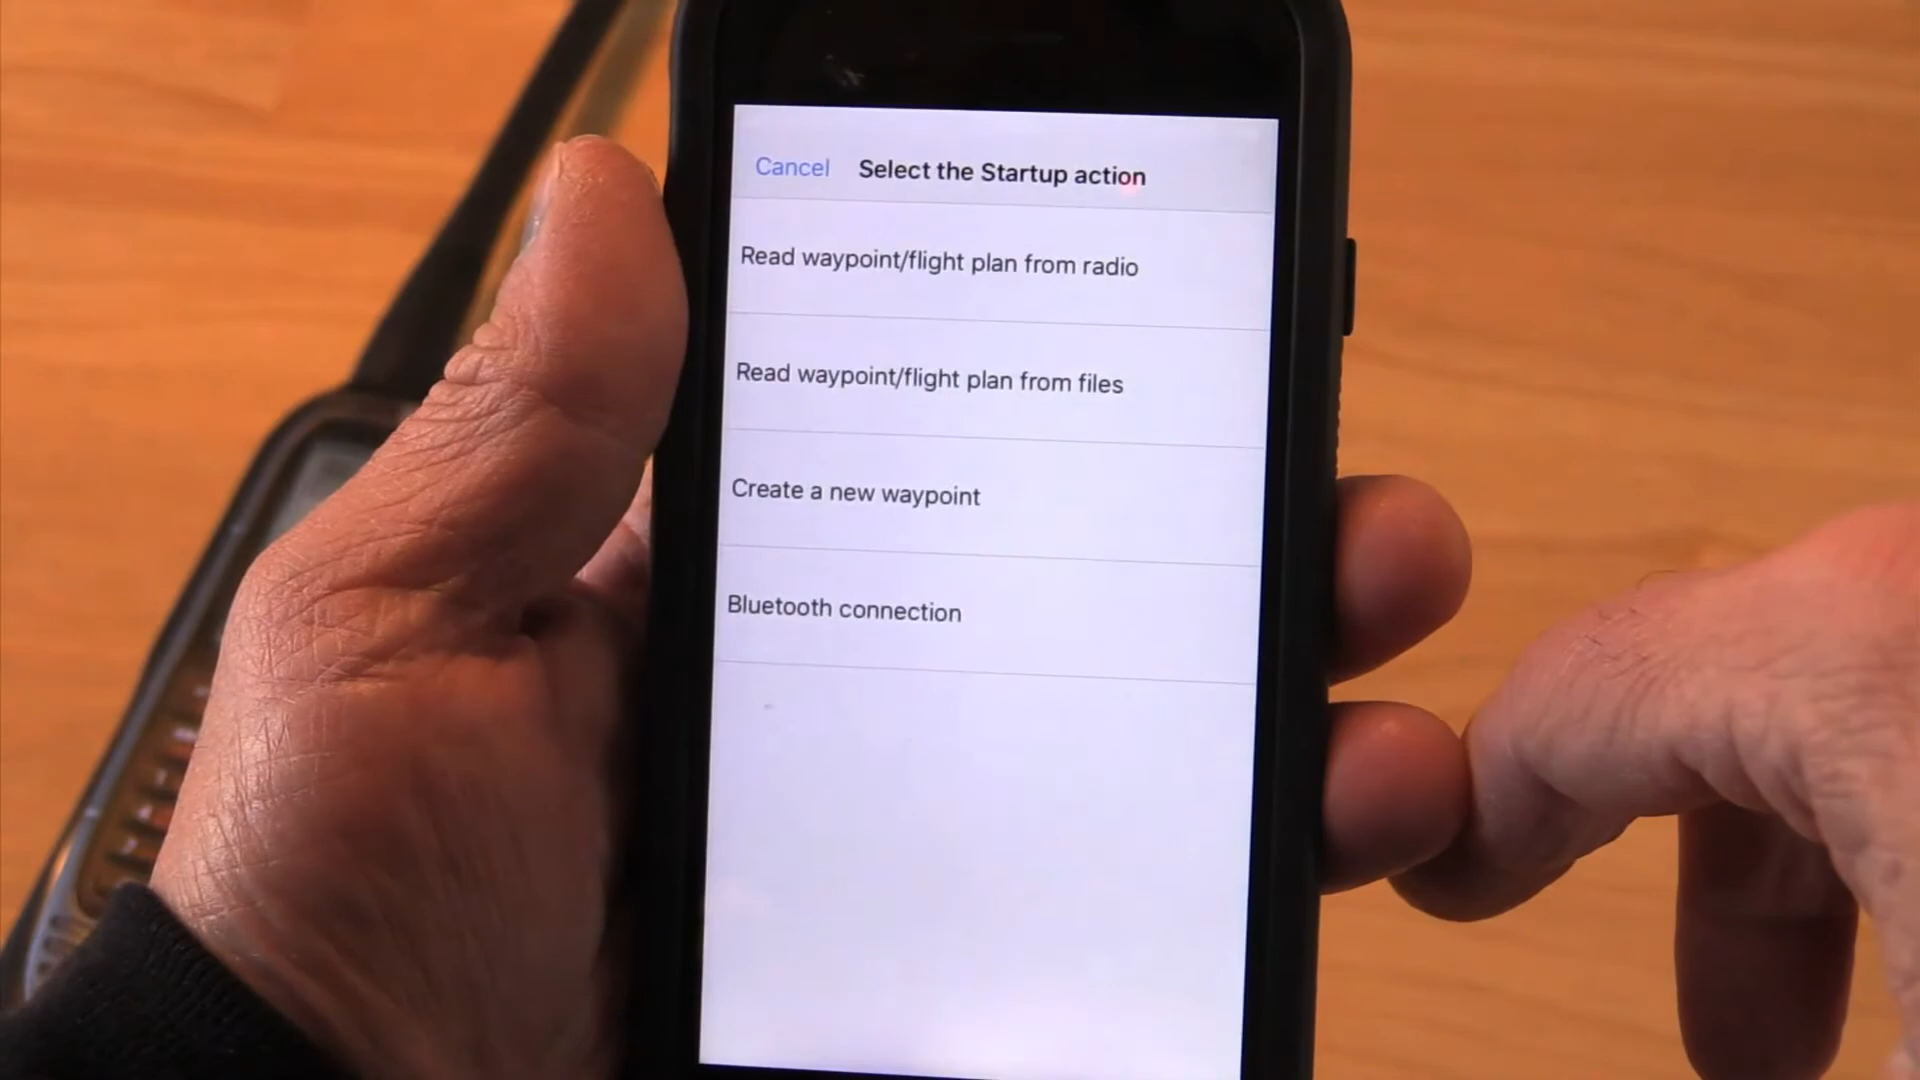 Cancel Select the Startup action
Read waypoint/flight plan from radio
Read waypoint/flight plan from files
Create a new waypoint
Bluetooth connection